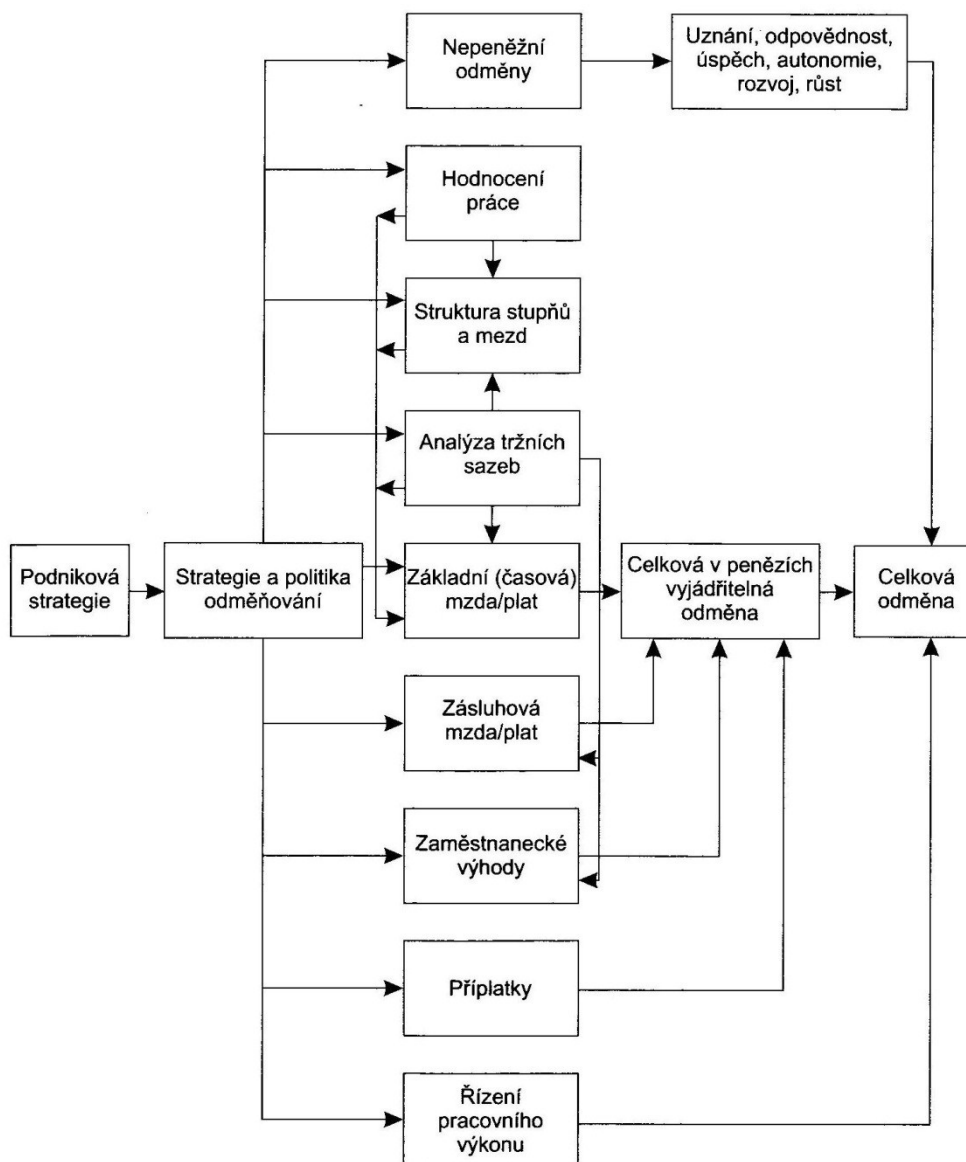 Nepeněžní
odměny
Uznání, odpovědnost,
úspěch, autonomie,
rozvoj, růst
Hodnocení
práce
Struktura stupňů
a mezd
Analýza tržních
sazeb
Podniková
strategie
Strategie a politika
odměňování
Základní (časová)
mzda/plat
Celková v penězích
vyjádřitelná
odměna
Celková
odměna
Zásluhová
mzda/plat
Zaměstnanecké
výhody
Příplatky
Řízení
pracovního
výkonu